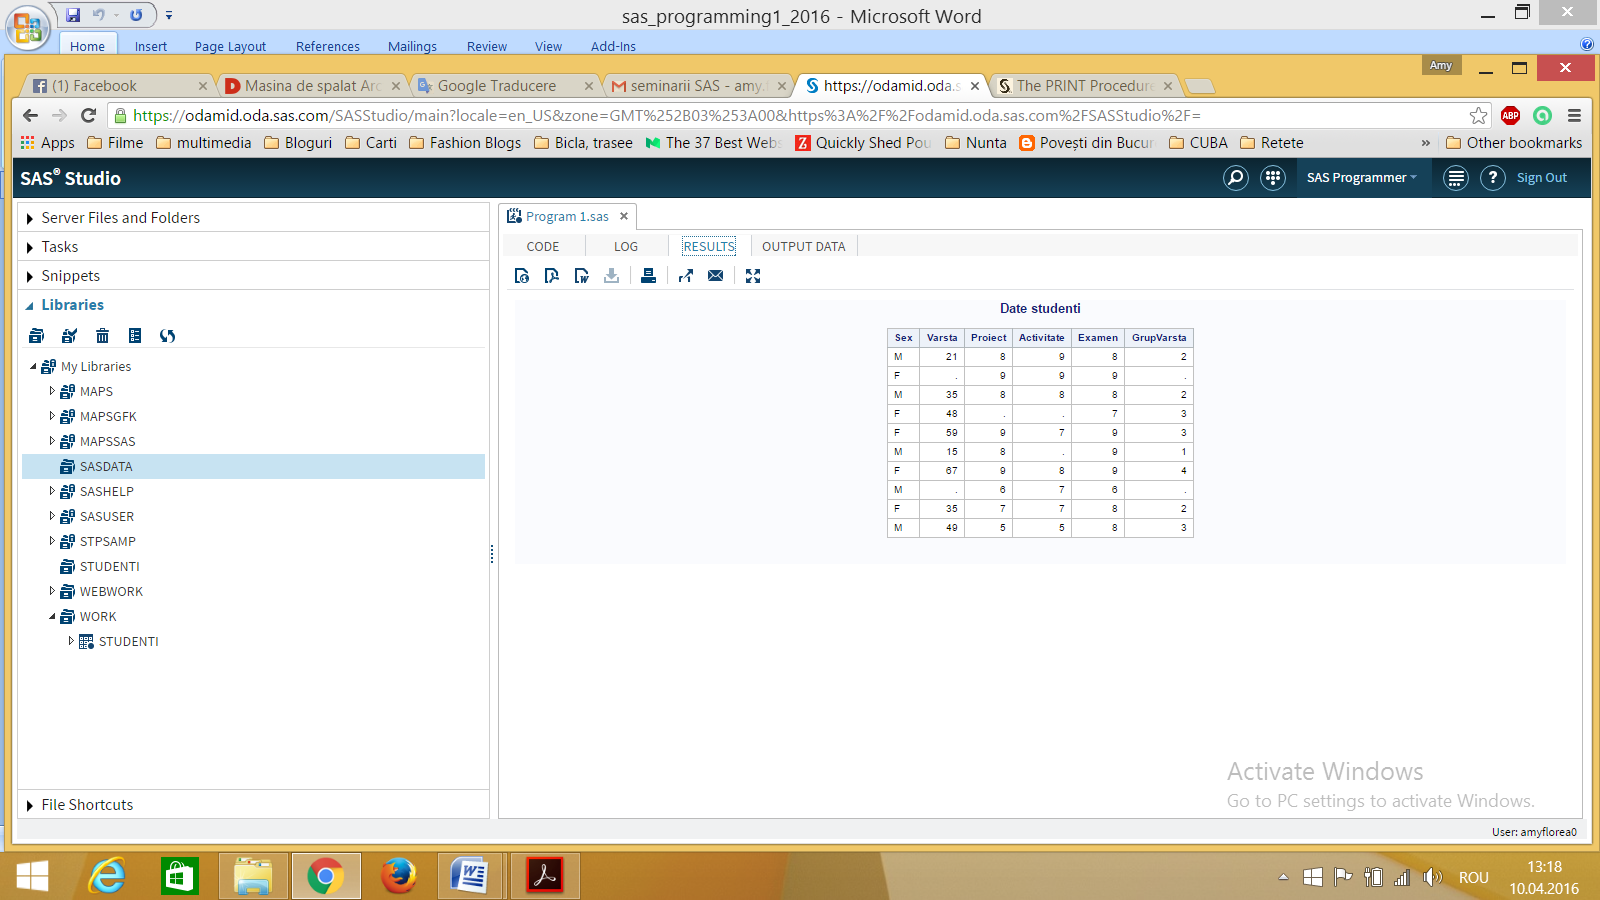 sas_programming1_2016 - Microsoft Word
Home Insert Page Layout References Mailings Review View Add-Ins
Amy
(1) Facebook
Masina de spalat Arc
Google Traducere
seminarii SAS - amy.
https://odamid.oda.s
The PRINT Procedure
https://odamid.oda.sas.com/SASStudio/main?locale=en_US&zone=GMT%252B03%253A00&https%3A%2F%2Fodamid.oda.sas.com%2FSASStudio%2F=
ABP
Apps Filme multimedia Bloguri Carti Fashion Blogs Bicla, trasee The 37 Best Web Quickly Shed Pou Nunta Povești din Bucur CUBA Retete » Other bookmarks
SAS® Studio
SAS Programmer
Sign Out
Server Files and Folders
Tasks
Snippets
Libraries
My Libraries
MAPS
MAPSGFK
MAPSSAS
SASDATA
SASHELP
SASUSER
STPSAMP
STUDENTI
WEBWORK
WORK
STUDENTI
File Shortcuts
Program 1.sas
CODE LOG RESULTS OUTPUT DATA
Date studenti
Sex Varsta Proiect Activitate Examen GrupVarsta
M 21 8 9 8 2
F . 9 9 9 .
M 35 8 8 8 2
F 48 . . 7 3
F 59 9 7 9 3
M 15 8 . 9 1
F 67 9 8 9 4
M . 6 7 6 .
F 35 7 7 8 2
M 49 5 5 8 3
Activate Windows
Go to PC settings to activate Windows.
User: amyflorea0
ROU
13:18
10.04.2016